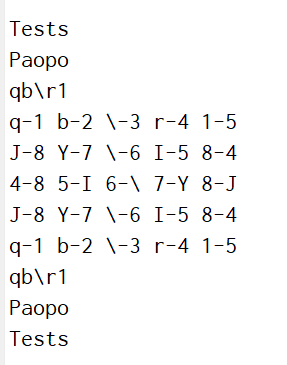 Tests
Paopo
qb\r1
q-1 b-2 \-3 r-4 1-5
J-8 Y-7 \-6 I-5 8-4
4-8 5-I 6-\ 7-Y 8-J
J-8 Y-7 \-6 I-5 8-4
q-1 b-2 \-3 r-4 1-5
qb\r1
Paopo
Tests